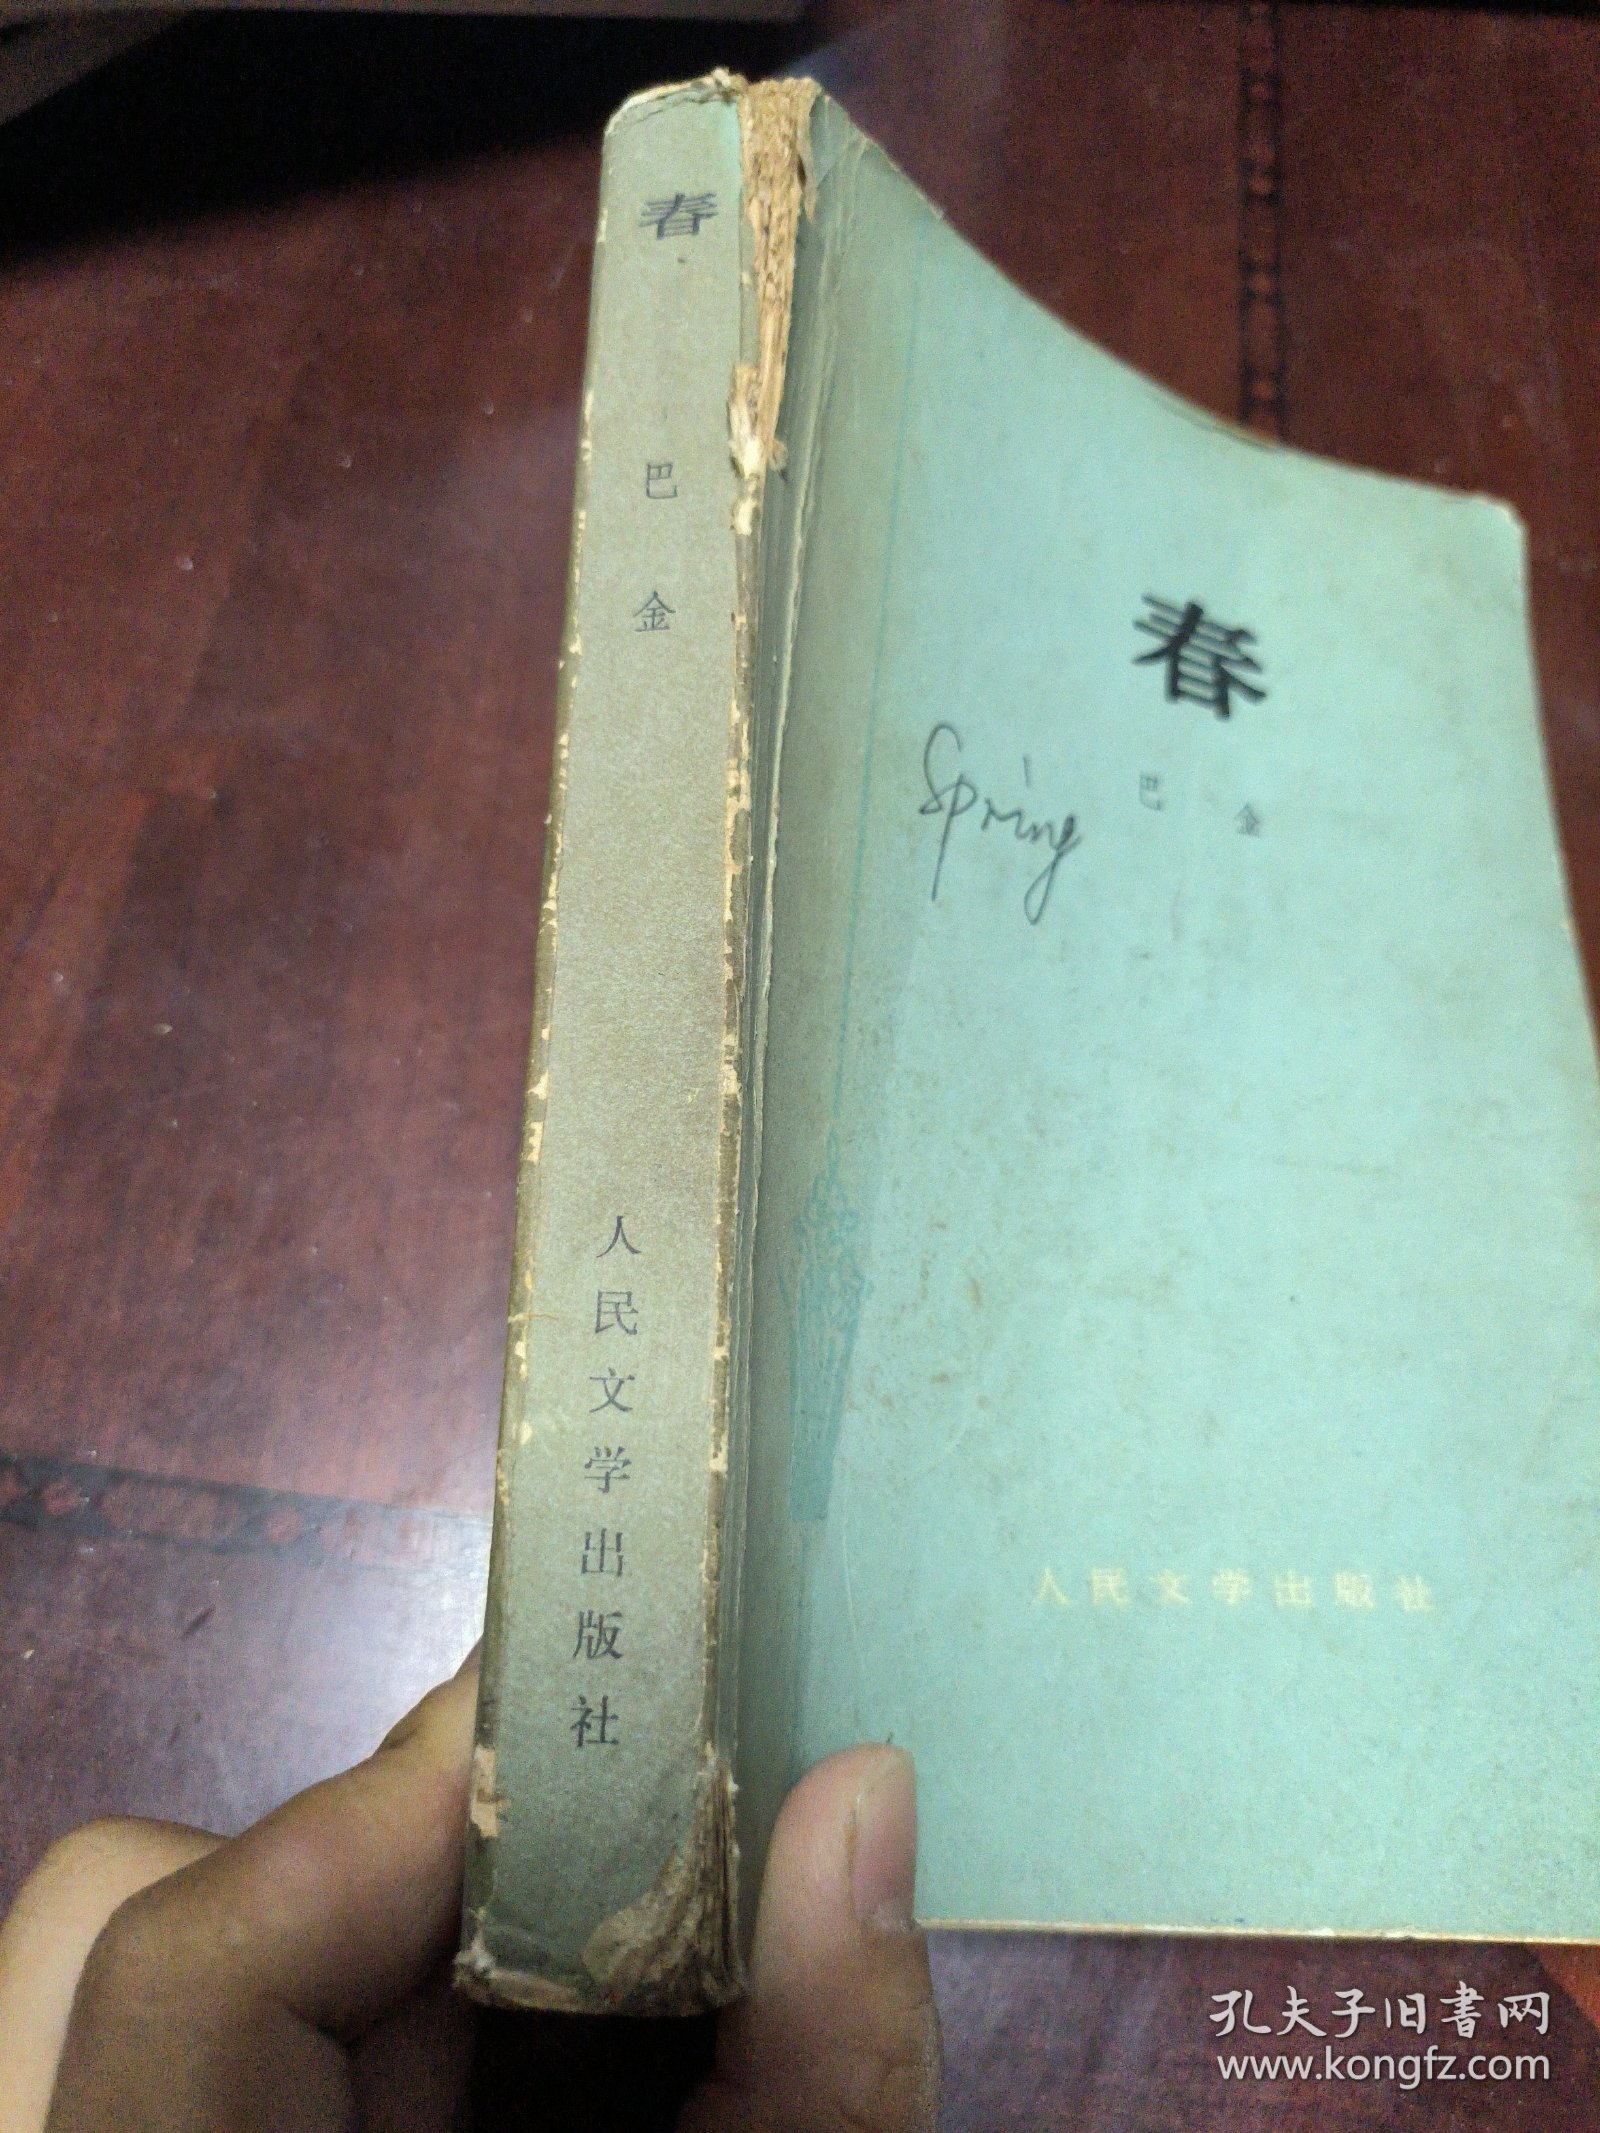 春
巴金
人民文学出版社
春
巴金
Spring
人民文学出版社
孔夫子旧書网
www.kongfz.com